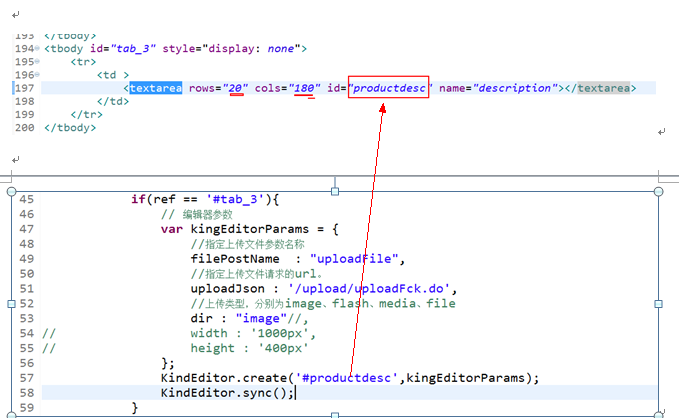 193 </tbody>
194 <tbody id="tab_3" style="display: none">
195 <tr>
196 <td >
197 <textarea rows="20" cols="180" id="productdesc" name="description"></textarea>
198 </td>
199 </tr>
200 </tbody>
45 if(ref == '#tab_3'){
46 // 编辑器参数
47 var kingEditorParams = {
48 //指定上传文件参数名称
49 filePostName  : "uploadFile",
50 //指定上传文件请求的url。
51 uploadJson : '/upload/uploadFck.do',
52 //上传类型，分别为image、flash、media、file
53 dir : "image"//,
54 // width : '1000px',
55 // height : '400px'
56 };
57 KindEditor.create('#productdesc',kingEditorParams);
58 KindEditor.sync();
59 }